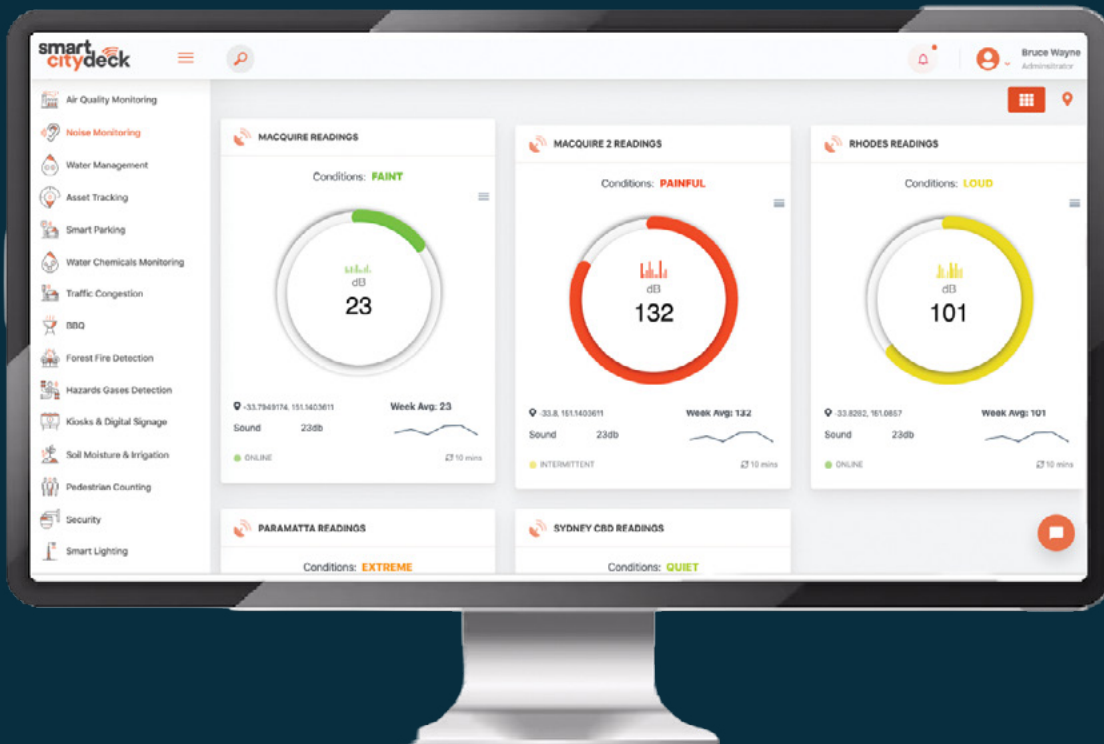 smart
citydeck
Bruce Wayne
Adminsitrator
Air Quality Monitoring
Noise Monitoring
Water Management
Asset Tracking
Smart Parking
Water Chemicals Monitoring
Traffic Congestion
BBQ
Forest Fire Detection
Hazards Gases Detection
Kiosks & Digital Signage
Soil Moisture & Irrigation
Pedestrian Counting
Security
Smart Lighting
MACQUIRE READINGS
Conditions: FAINT
dB
23
-33.7949174, 151.1403611
Week Avg: 23
Sound 23db
ONLINE
10 mins
MACQUIRE 2 READINGS
Conditions: PAINFUL
dB
132
-33.8, 151.1403611
Week Avg: 132
Sound 23db
INTERMITTENT
10 mins
RHODES READINGS
Conditions: LOUD
dB
101
-33.8282, 151.0857
Week Avg: 101
Sound 23db
ONLINE
10 mins
PARAMATTA READINGS
Conditions: EXTREME
SYDNEY CBD READINGS
Conditions: QUIET